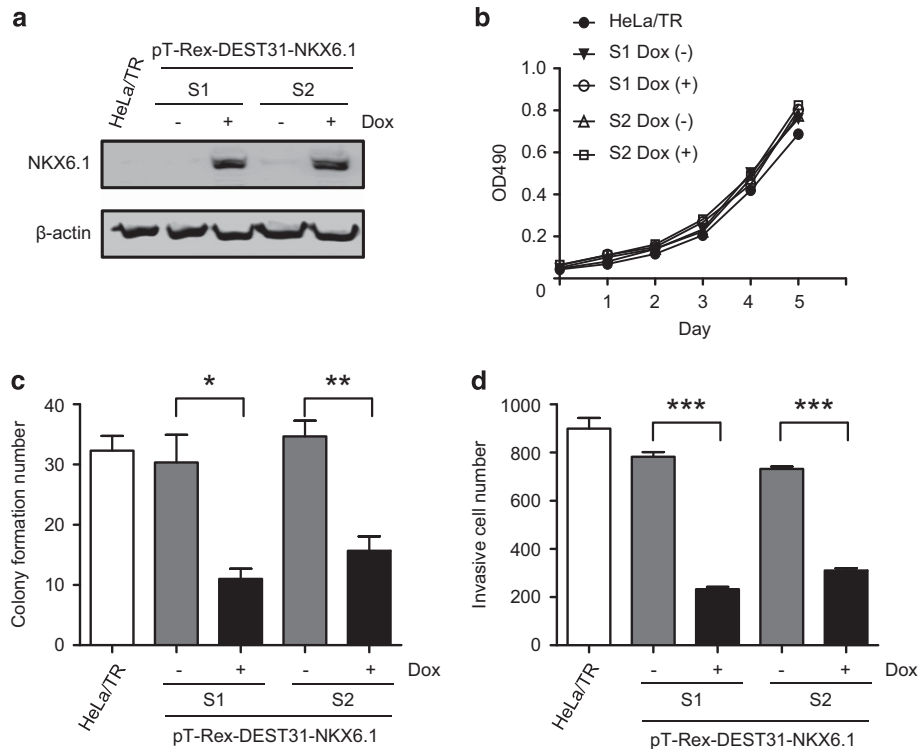 a
pT-Rex-DEST31-NKX6.1
HeLa/TR
S1 S2
- + - + Dox
NKX6.1
β-actin
b
HeLa/TR
S1 Dox (-)
S1 Dox (+)
S2 Dox (-)
S2 Dox (+)
1.0
0.8
0.6
0.4
0.2
0
OD490
1 2 3 4 5
Day
c
40
30
20
10
0
Colony formation number
* **
HeLa/TR
- + - + Dox
S1 S2
pT-Rex-DEST31-NKX6.1
d
1000
800
600
400
200
0
Invasive cell number
*** ***
HeLa/TR
- + - + Dox
S1 S2
pT-Rex-DEST31-NKX6.1